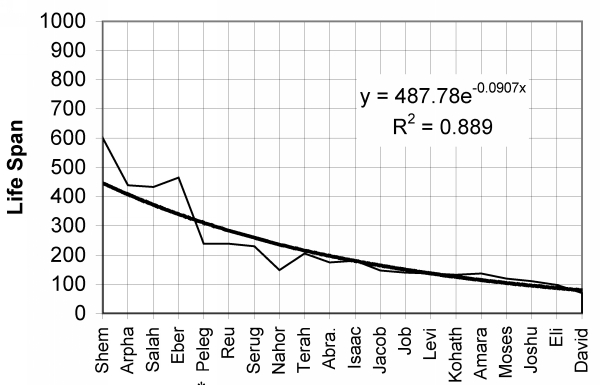 1000
900
800
700
600
500
400
300
200
100
0
Life Span
y = 487.78e^-0.0907x
R² = 0.889
Shem
Arpha
Salah
Eber
Peleg
Reu
Serug
Nahor
Terah
Abra.
Isaac
Jacob
Job
Levi
Kohath
Amara
Moses
Joshu
Eli
David
*